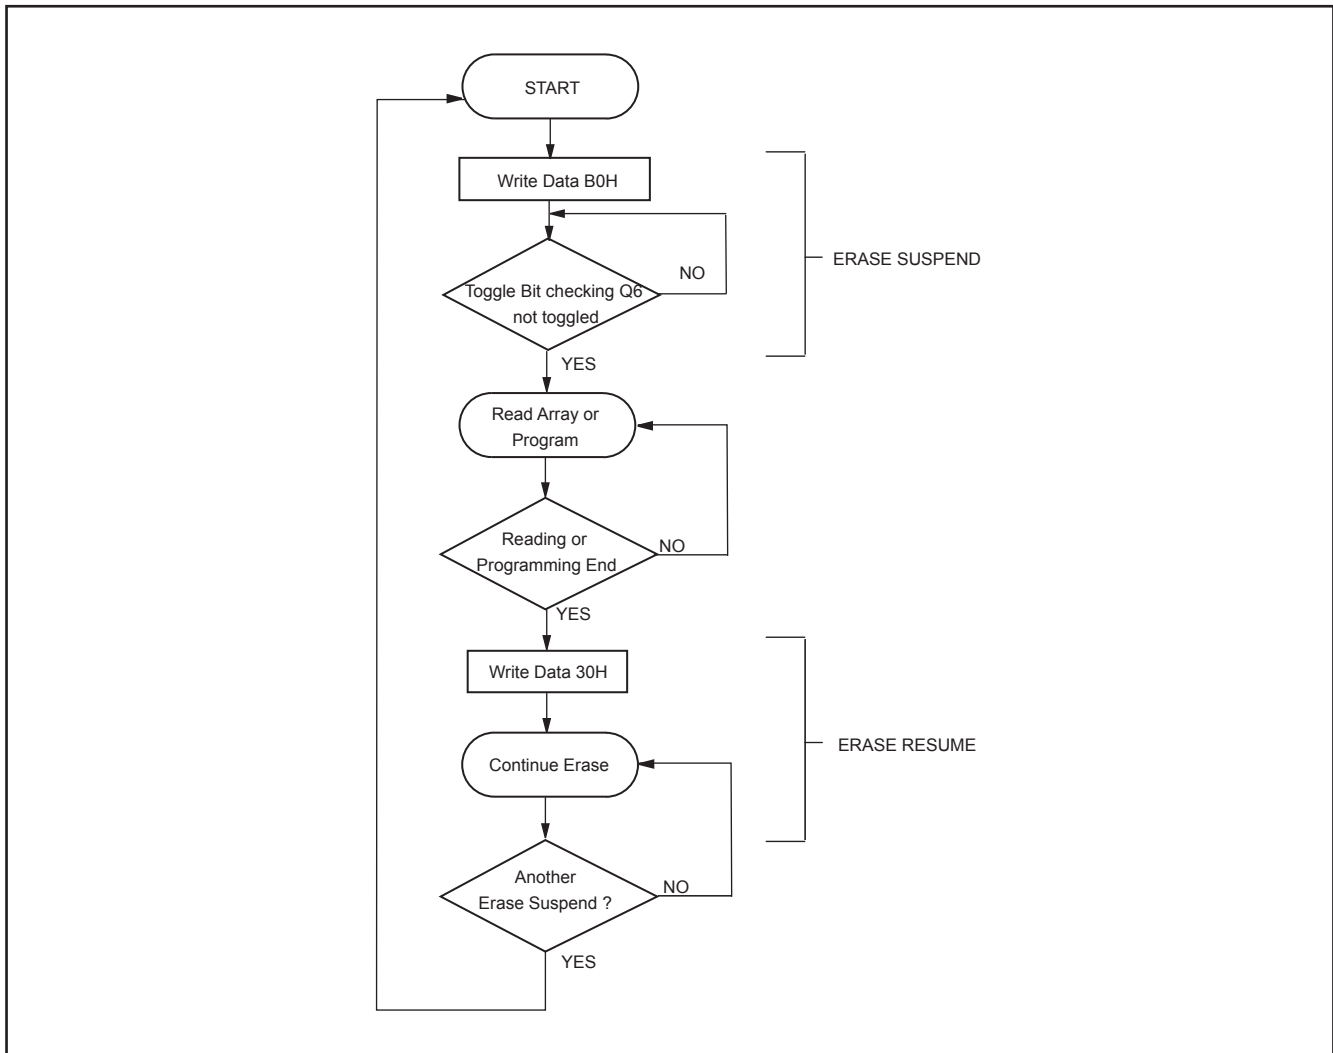 START
Write Data B0H
ERASE SUSPEND
NO
Toggle Bit checking Q6
not toggled
YES
Read Array or
Program
Reading or
Programming End
NO
YES
Write Data 30H
ERASE RESUME
Continue Erase
Another
Erase Suspend ?
NO
YES